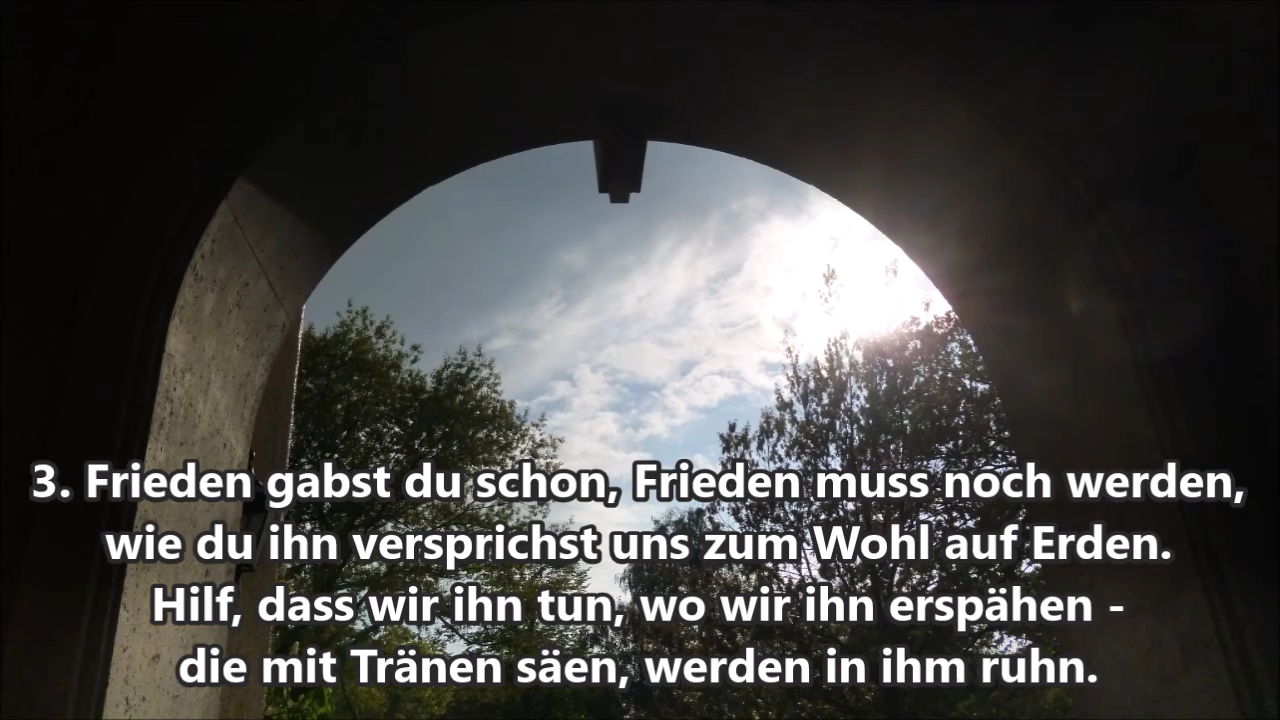 3. Frieden gabst du schon, Frieden muss noch werden,
wie du ihn versprichst uns zum Wohl auf Erden.
Hilf, dass wir ihn tun, wo wir ihn erspähen -
die mit Tränen säen, werden in ihm ruhn.